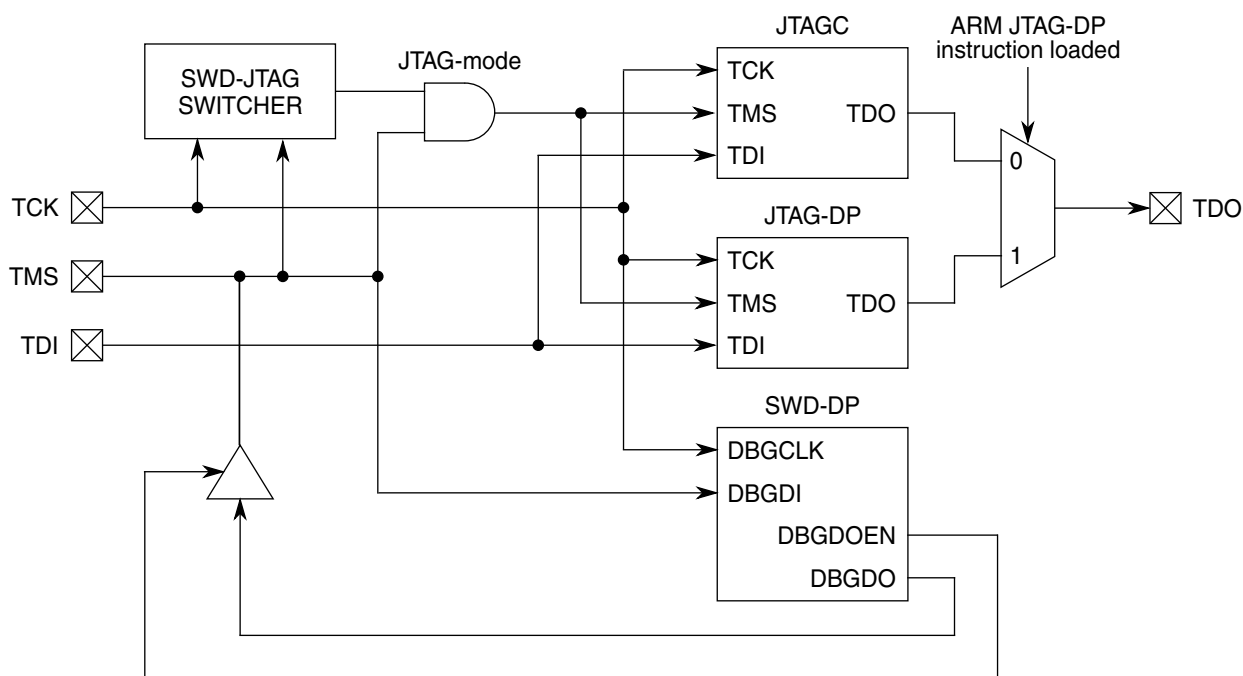 JTAGC
ARM JTAG-DP
instruction loaded
JTAG-mode
SWD-JTAG
SWITCHER
TCK
TMS
TDO
TDI
0
TCK
TDO
JTAG-DP
TMS
TCK
1
TMS
TDO
TDI
TDI
SWD-DP
DBGCLK
DBGDI
DBGDOEN
DBGDO